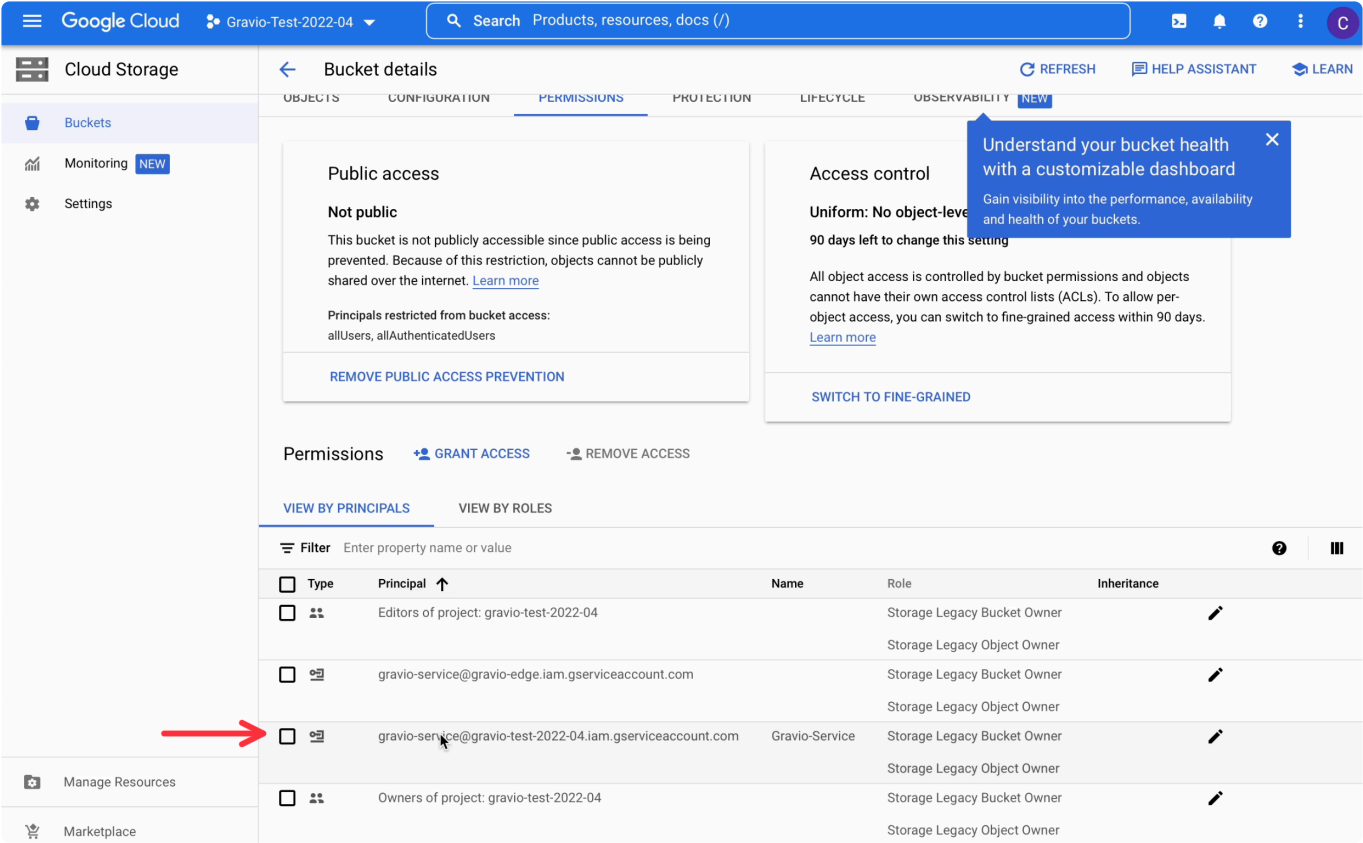 Google Cloud
Gravio-Test-2022-04
Search Products, resources, docs (/)
C
Cloud Storage
Bucket details
REFRESH
HELP ASSISTANT
LEARN
OBJECTS
CONFIGURATION
PERMISSIONS
PROTECTION
LIFECYCLE
OBSERVABILITY NEW
Buckets
Monitoring NEW
Settings
Manage Resources
Marketplace
Public access
Not public
This bucket is not publicly accessible since public access is being
prevented. Because of this restriction, objects cannot be publicly
shared over the internet. Learn more
Principals restricted from bucket access:
allUsers, allAuthenticatedUsers
REMOVE PUBLIC ACCESS PREVENTION
Access control
Uniform: No object-leve
90 days left to change this setting
All object access is controlled by bucket permissions and objects
cannot have their own access control lists (ACLs). To allow per-
object access, you can switch to fine-grained access within 90 days.
Learn more
SWITCH TO FINE-GRAINED
Understand your bucket health
with a customizable dashboard
Gain visibility into the performance, availability
and health of your buckets.
Permissions
GRANT ACCESS
REMOVE ACCESS
VIEW BY PRINCIPALS
VIEW BY ROLES
Filter Enter property name or value
Type Principal Name Role Inheritance
Editors of project: gravio-test-2022-04 Storage Legacy Bucket Owner
Storage Legacy Object Owner
gravio-service@gravio-edge.iam.gserviceaccount.com Storage Legacy Bucket Owner
Storage Legacy Object Owner
gravio-service@gravio-test-2022-04.iam.gserviceaccount.com Gravio-Service Storage Legacy Bucket Owner
Storage Legacy Object Owner
Owners of project: gravio-test-2022-04 Storage Legacy Bucket Owner
Storage Legacy Object Owner